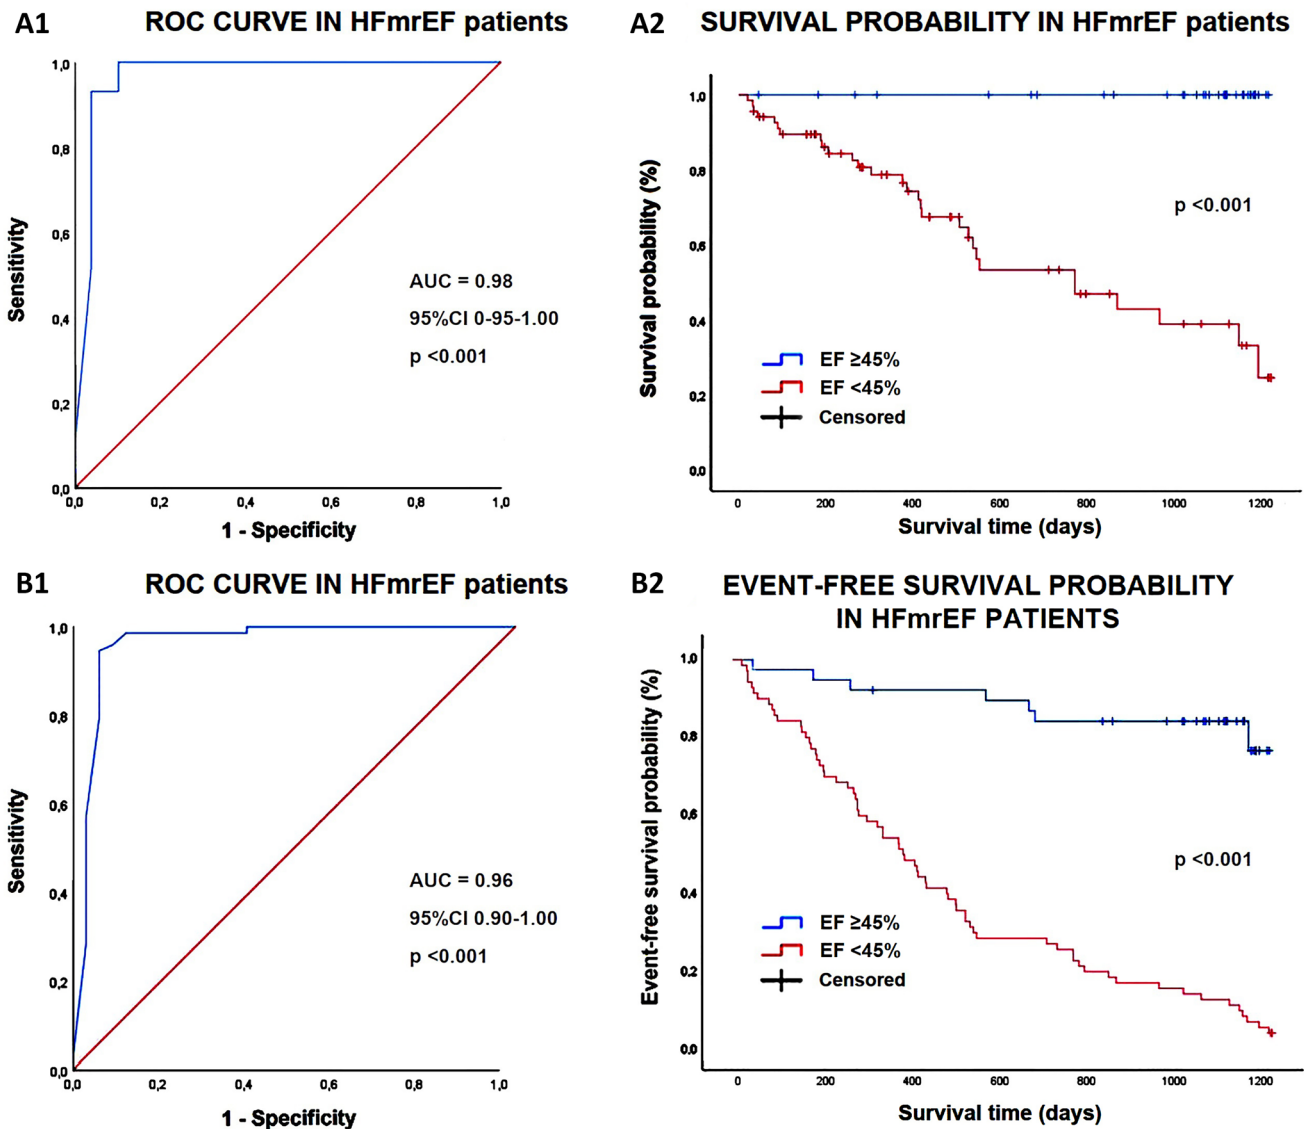 A1
ROC CURVE IN HFmrEF patients
1,0
0,8
0,6
0,4
0,2
0,0
Sensitivity
AUC = 0.98
95%CI 0-95-1.00
p <0.001
0,0 0,2 0,4 0,6 0,8 1,0
1 - Specificity
A2
SURVIVAL PROBABILITY IN HFmrEF patients
1.0
0.8
0.6
0.4
0.2
0.0
Survival probability (%)
p <0.001
EF ≥45%
EF <45%
Censored
0 200 400 600 800 1000 1200
Survival time (days)
B1
ROC CURVE IN HFmrEF patients
1,0
0,8
0,6
0,4
0,2
0,0
Sensitivity
AUC = 0.96
95%CI 0.90-1.00
p <0.001
0,0 0,2 0,4 0,6 0,8 1,0
1 - Specificity
B2
EVENT-FREE SURVIVAL PROBABILITY
IN HFmrEF PATIENTS
1.0
0.8
0.6
0.4
0.2
0.0
Event-free survival probability (%)
p <0.001
EF ≥45%
EF <45%
Censored
0 200 400 600 800 1000 1200
Survival time (days)